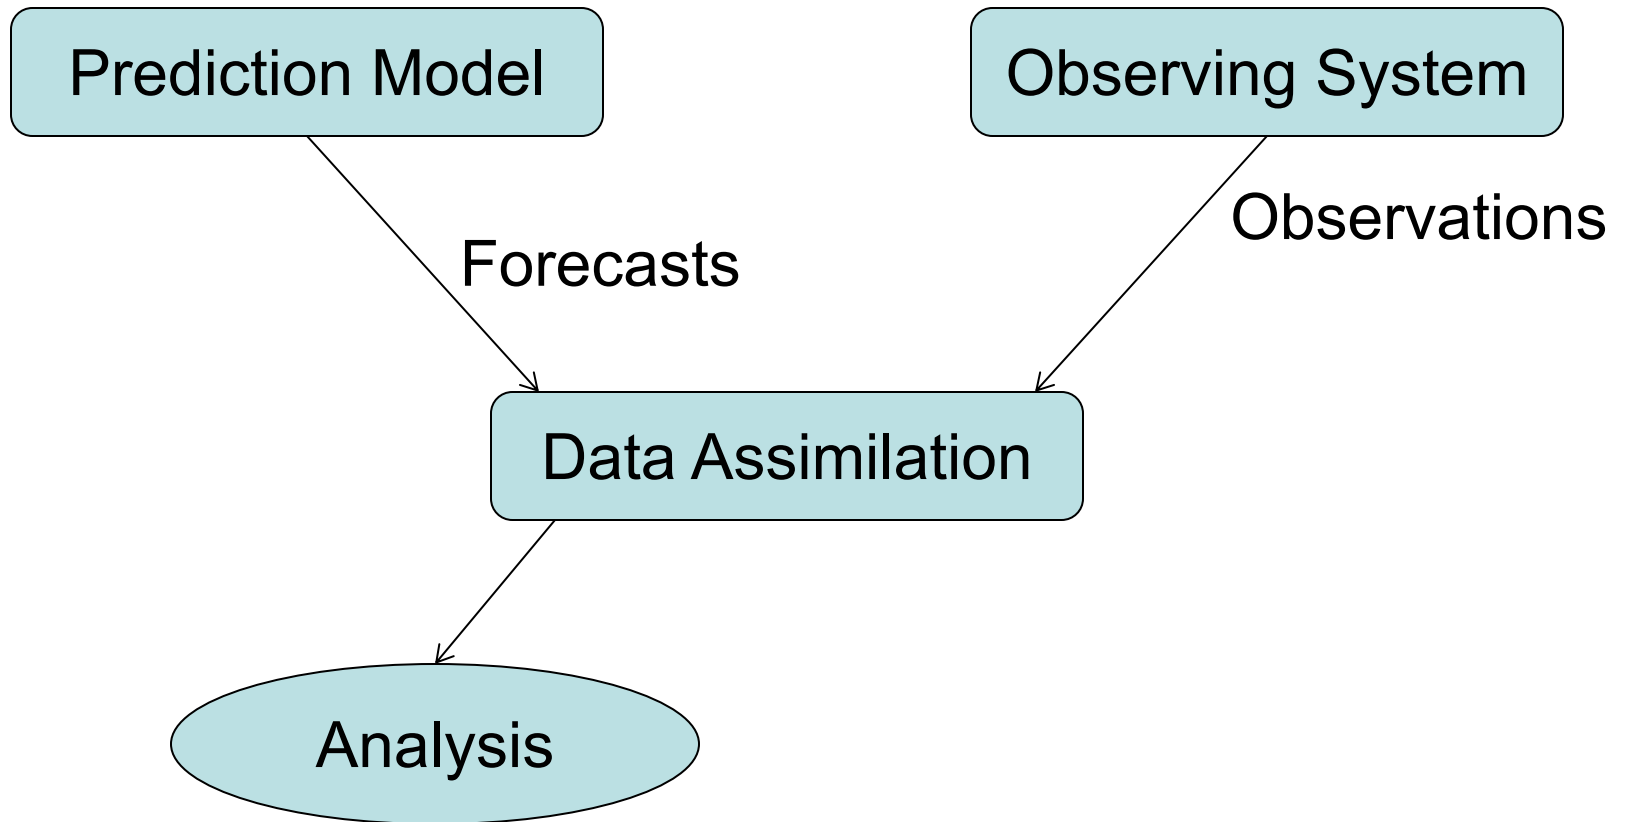 Prediction Model
Observing System
Observations
Forecasts
Data Assimilation
Analysis